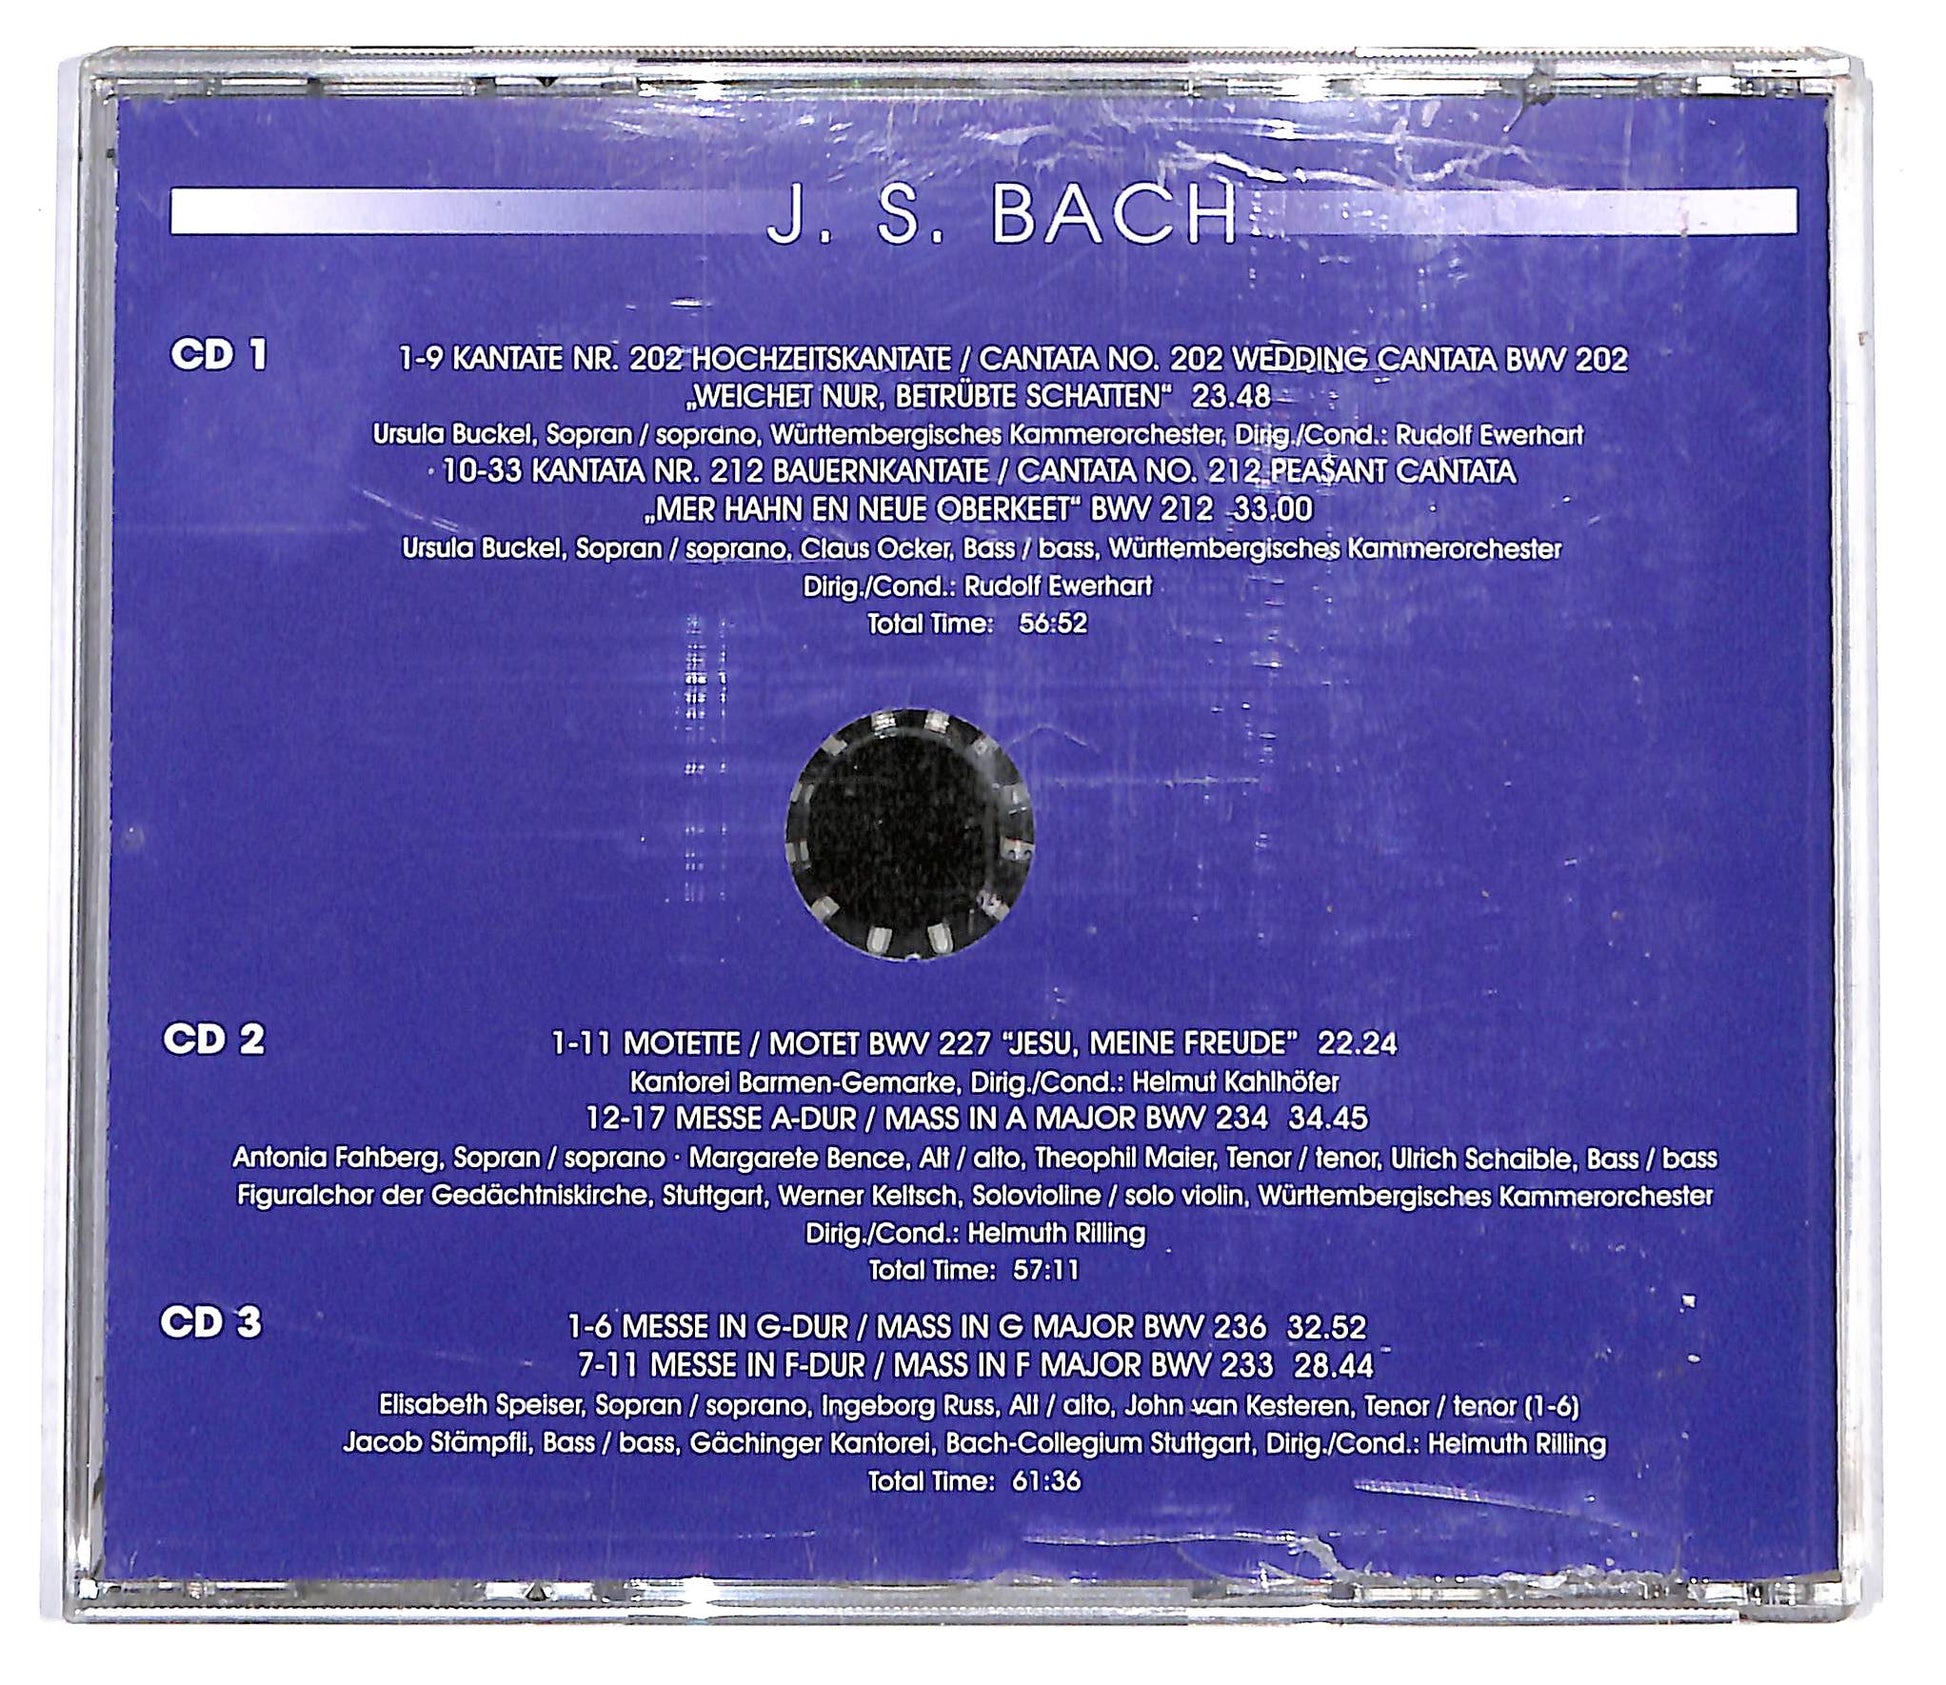 J. S. BACH
CD 1
1-9 KANTATE NR. 202 HOCHZEITSKANTATE / CANTATA NO. 202 WEDDING CANTATA BWV 202
„WEICHET NUR, BETRÜBTE SCHATTEN“ 23.48
Ursula Buckel, Sopran / soprano, Württembergisches Kammerorchester, Dirig./Cond.: Rudolf Ewerhart
10-33 KANTATA NR. 212 BAUERNKANTATE / CANTATA NO. 212 PEASANT CANTATA
„MER HAHN EN NEUE OBERKEET“ BWV 212 33.00
Ursula Buckel, Sopran / soprano, Claus Ocker, Bass / bass, Württembergisches Kammerorchester
Dirig./Cond.: Rudolf Ewerhart
Total Time: 56:52
CD 2
1-11 MOTETTE / MOTET BWV 227 "JESU, MEINE FREUDE" 22.24
Kantorei Barmen-Gemarke, Dirig./Cond.: Helmut Kahlhöfer
12-17 MESSE A-DUR / MASS IN A MAJOR BWV 234 34.45
Antonia Fahberg, Sopran / soprano · Margarete Bence, Alt / alto, Theophil Maier, Tenor / tenor, Ulrich Schaible, Bass / bass
Figuralchor der Gedächtniskirche, Stuttgart, Werner Keltsch, Solovioline / solo violin, Württembergisches Kammerorchester
Dirig./Cond.: Helmuth Rilling
Total Time: 57:11
CD 3
1-6 MESSE IN G-DUR / MASS IN G MAJOR BWV 236 32.52
7-11 MESSE IN F-DUR / MASS IN F MAJOR BWV 233 28.44
Elisabeth Speiser, Sopran / soprano, Ingeborg Russ, Alt / alto, John van Kesteren, Tenor / tenor (1-6)
Jacob Stämpfli, Bass / bass, Gächinger Kantorei, Bach-Collegium Stuttgart, Dirig./Cond.: Helmuth Rilling
Total Time: 61:36